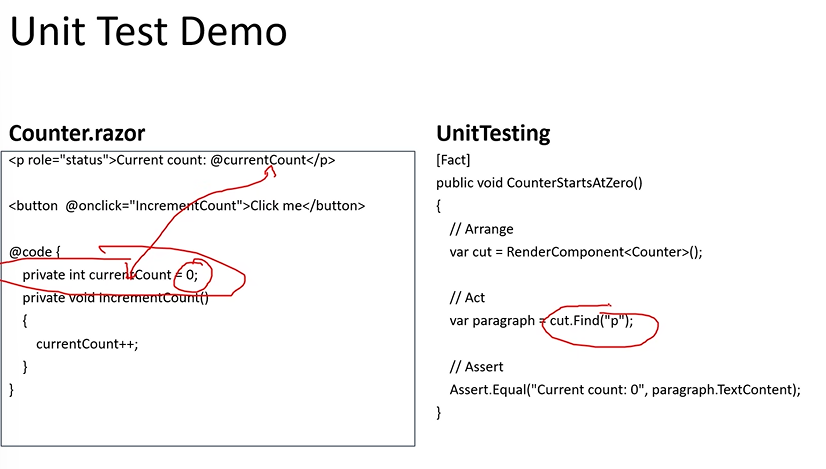 Unit Test Demo
Counter.razor
<p role="status">Current count: @currentCount</p>
<button  @onclick="IncrementCount">Click me</button>
@code {
private int currentCount = 0;
private void IncrementCount()
{
currentCount++;
}
}
UnitTesting
[Fact]
public void CounterStartsAtZero()
{
// Arrange
var cut = RenderComponent<Counter>();
// Act
var paragraph = cut.Find("p");
// Assert
Assert.Equal("Current count: 0", paragraph.TextContent);
}